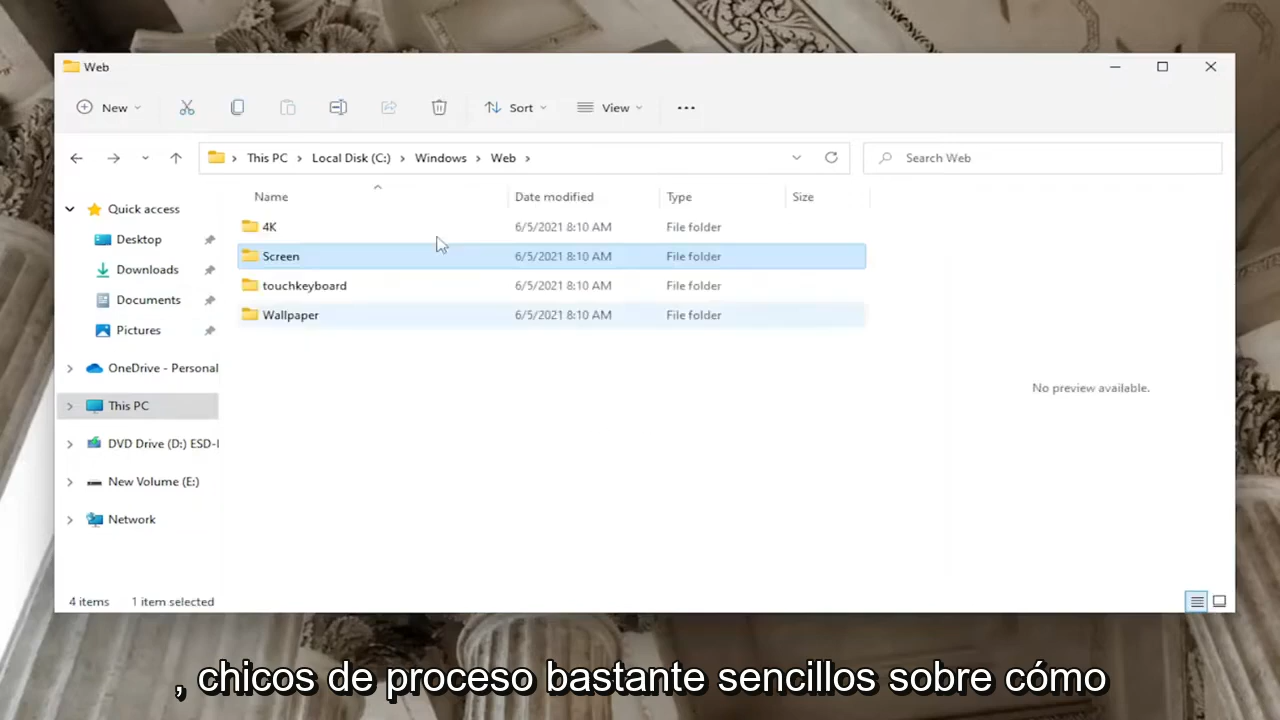 Web
New
Sort
View
This PC > Local Disk (C:) > Windows > Web >
Search Web
Name Date modified Type Size
Quick access
Desktop
Downloads
Documents
Pictures
OneDrive - Personal
This PC
DVD Drive (D:) ESD-I
New Volume (E:)
Network
4K 6/5/2021 8:10 AM File folder
Screen 6/5/2021 8:10 AM File folder
touchkeyboard 6/5/2021 8:10 AM File folder
Wallpaper 6/5/2021 8:10 AM File folder
No preview available.
4 items 1 item selected
, chicos de proceso bastante sencillos sobre cómo